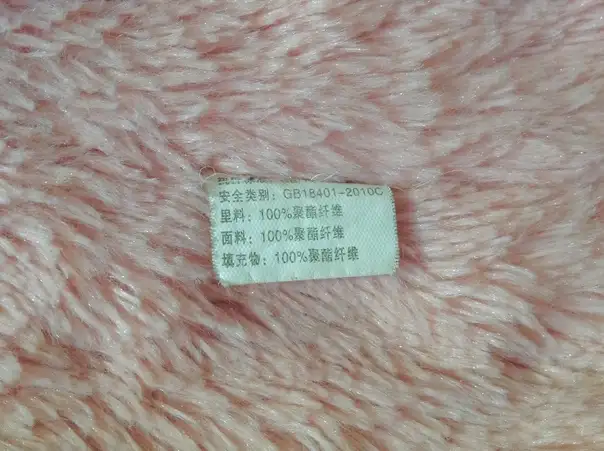 安全类别：GB18401-2010C
里料：100%聚酯纤维
面料：100%聚酯纤维
填充物：100%聚酯纤维